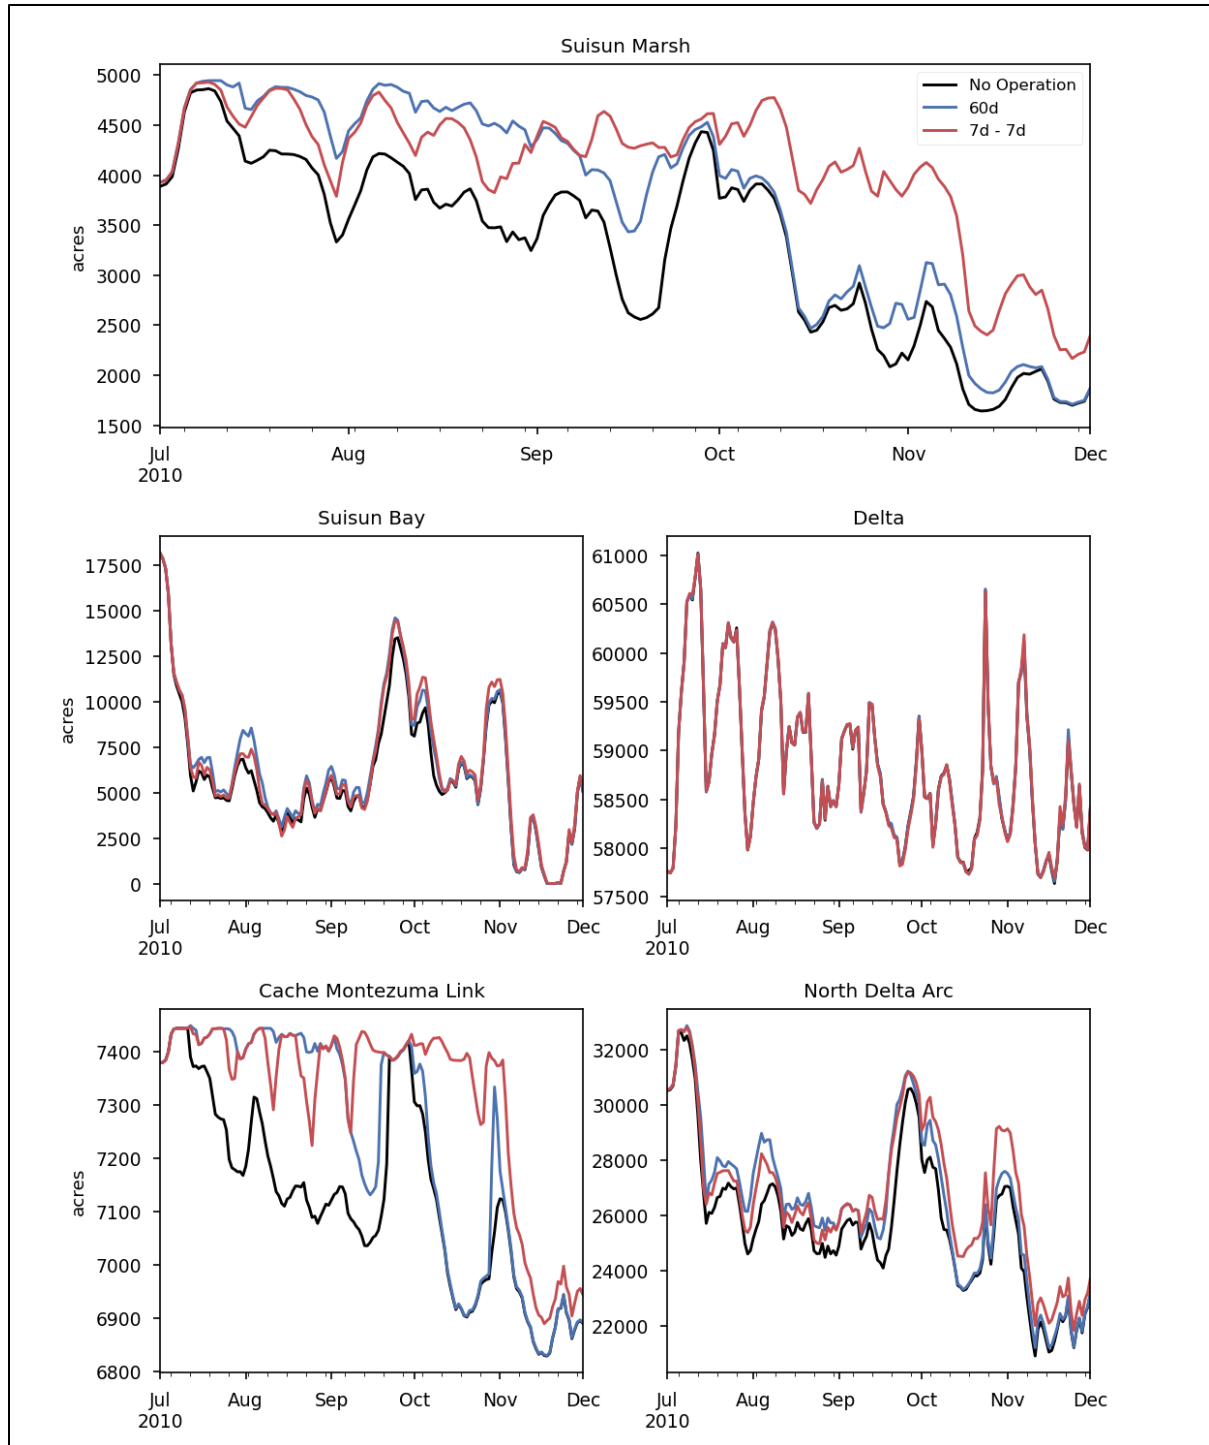 Suisun Marsh
5000
4500
4000
3500
3000
2500
2000
1500
acres
No Operation
60d
7d - 7d
Jul Aug Sep Oct Nov Dec
2010
Suisun Bay
17500
15000
12500
10000
7500
5000
2500
0
acres
Jul Aug Sep Oct Nov Dec
2010
Delta
61000
60500
60000
59500
59000
58500
58000
57500
Jul Aug Sep Oct Nov Dec
2010
Cache Montezuma Link
7400
7300
7200
7100
7000
6900
6800
acres
Jul Aug Sep Oct Nov Dec
2010
North Delta Arc
32000
30000
28000
26000
24000
22000
Jul Aug Sep Oct Nov Dec
2010